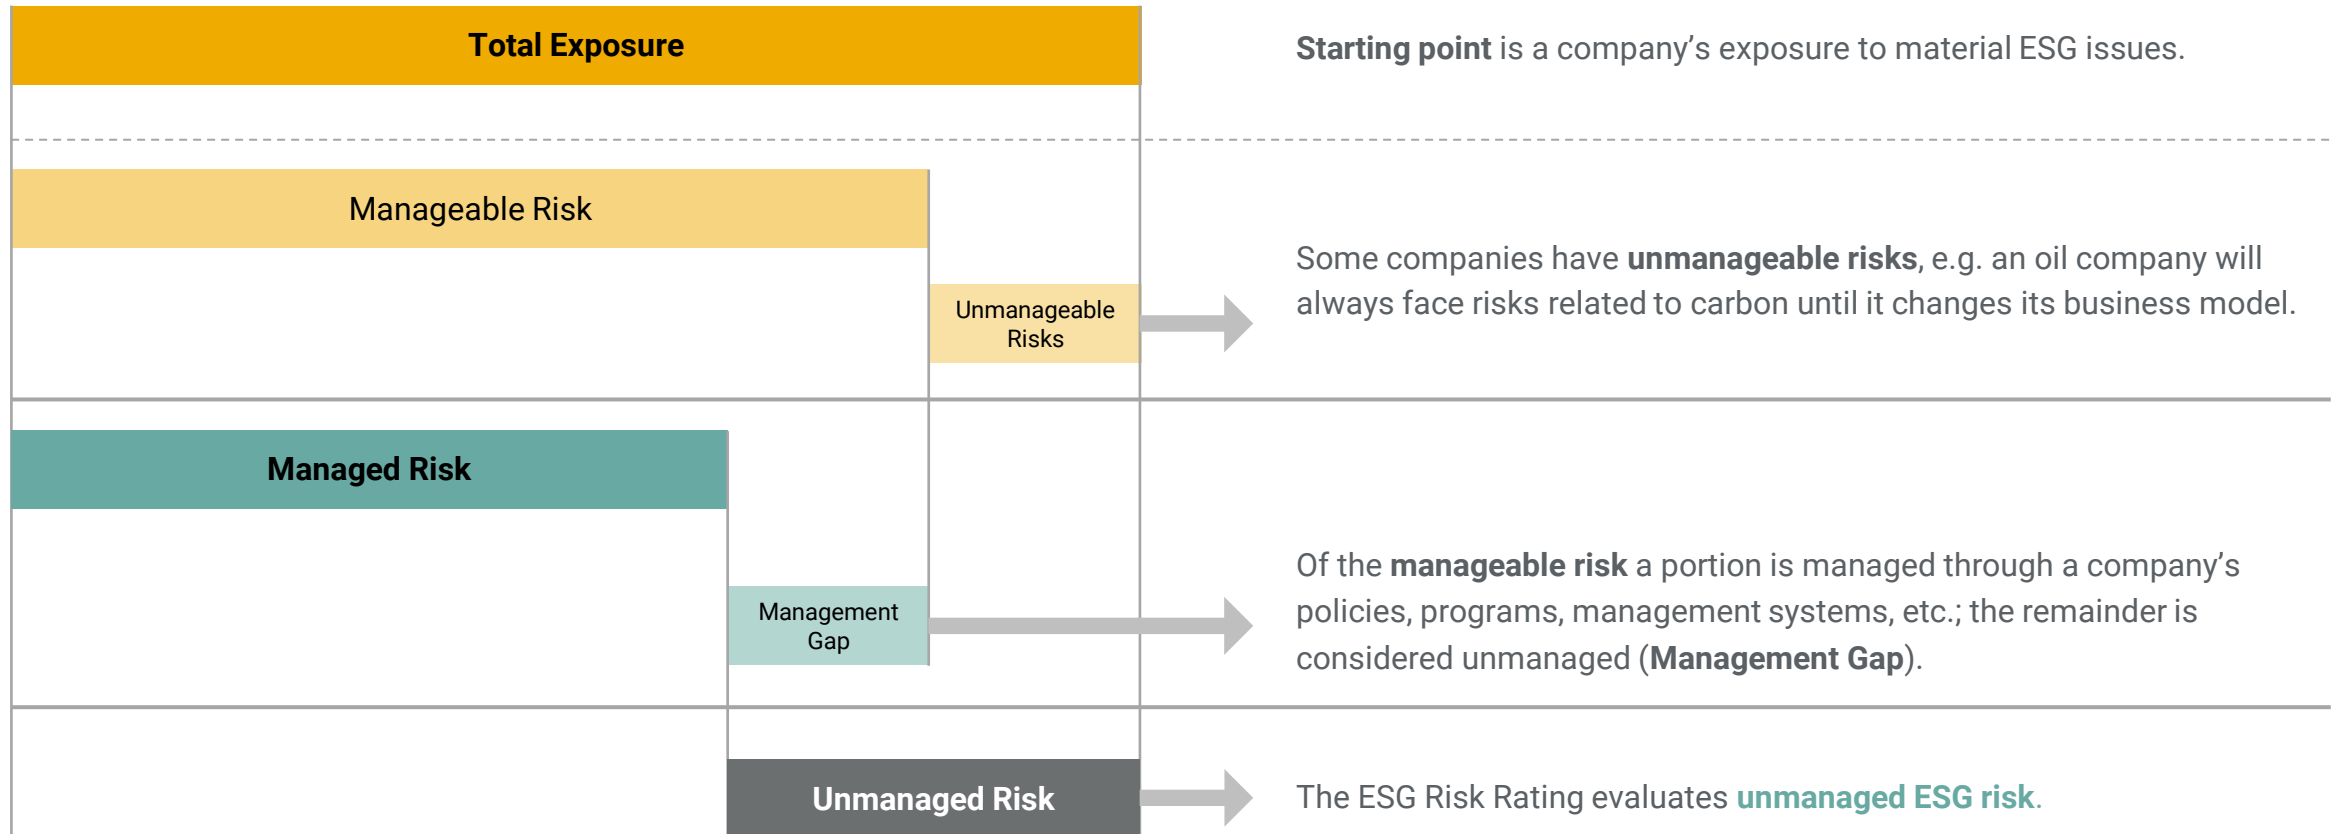 Total Exposure
Starting point is a company’s exposure to material ESG issues.
Manageable Risk
Unmanageable
Risks
Some companies have unmanageable risks, e.g. an oil company will
always face risks related to carbon until it changes its business model.
Managed Risk
Management
Gap
Of the manageable risk a portion is managed through a company’s
policies, programs, management systems, etc.; the remainder is
considered unmanaged (Management Gap).
Unmanaged Risk
The ESG Risk Rating evaluates unmanaged ESG risk.